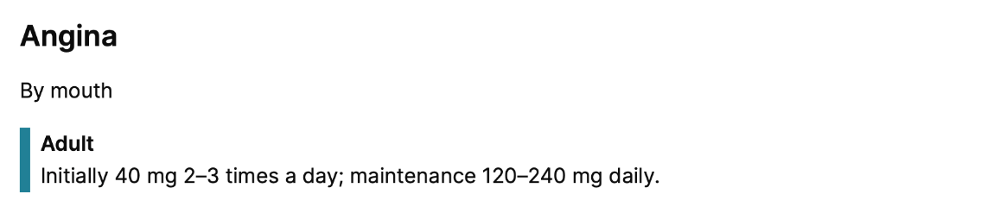 Angina
By mouth
Adult
Initially 40 mg 2–3 times a day; maintenance 120–240 mg daily.